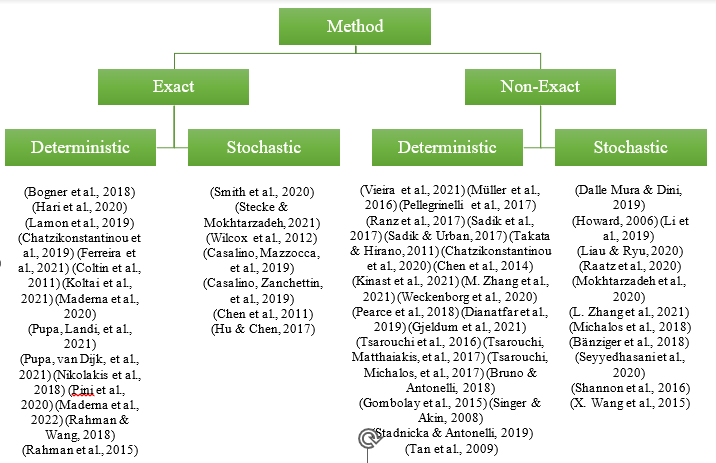 Method
Exact
Non-Exact
Deterministic
Stochastic
Deterministic
Stochastic
(Bogner et al., 2018)
(Hari et al., 2020)
(Lamon et al., 2019)
(Chatzikonstantinou et
al., 2019) (Ferreira et
al., 2021) (Coltin et al.,
2011) (Koltai et al.,
2021) (Maderna et al.,
2020)
(Pupa, Landi, et al.,
2021)
(Pupa, van Dijk, et al.,
2021) (Nikolakis et al.,
2018) (Pini et al.,
2020) (Maderna et al.,
2022) (Rahman &
Wang, 2018)
(Rahman et al., 2015)
(Smith et al., 2020)
(Stecke &
Mokhtarzadeh, 2021)
(Wilcox et al., 2012)
(Casalino, Mazzocca,
et al., 2019)
(Casalino, Zanchettin,
et al., 2019)
(Chen et al., 2011)
(Hu & Chen, 2017)
(Vieira et al., 2021) (Müller et al.,
2016) (Pellegrinelli et al., 2017)
(Ranz et al., 2017) (Sadik et al.,
2017) (Sadik & Urban, 2017) (Takata
& Hirano, 2011) (Chatzikonstantinou
et al., 2020) (Chen et al., 2014)
(Kinast et al., 2021) (M. Zhang et al.,
2021) (Weckenborg et al., 2020)
(Pearce et al., 2018) (Dianatfar et al.,
2019) (Gjeldum et al., 2021)
(Tsarouchi et al., 2016) (Tsarouchi,
Matthaiakis, et al., 2017) (Tsarouchi,
Michalos, et al., 2017) (Bruno &
Antonelli, 2018)
(Gombolay et al., 2015) (Singer &
Akin, 2008)
(Stadnicka & Antonelli, 2019)
(Tan et al., 2009)
(Dalle Mura & Dini,
2019)
(Howard, 2006) (Li et
al., 2019)
(Liau & Ryu, 2020)
(Raatz et al., 2020)
(Mokhtarzadeh et al.,
2020)
(L. Zhang et al., 2021)
(Michalos et al., 2018)
(Bänziger et al., 2018)
(Seyyedhasani et al.,
2020)
(Shannon et al., 2016)
(X. Wang et al., 2015)